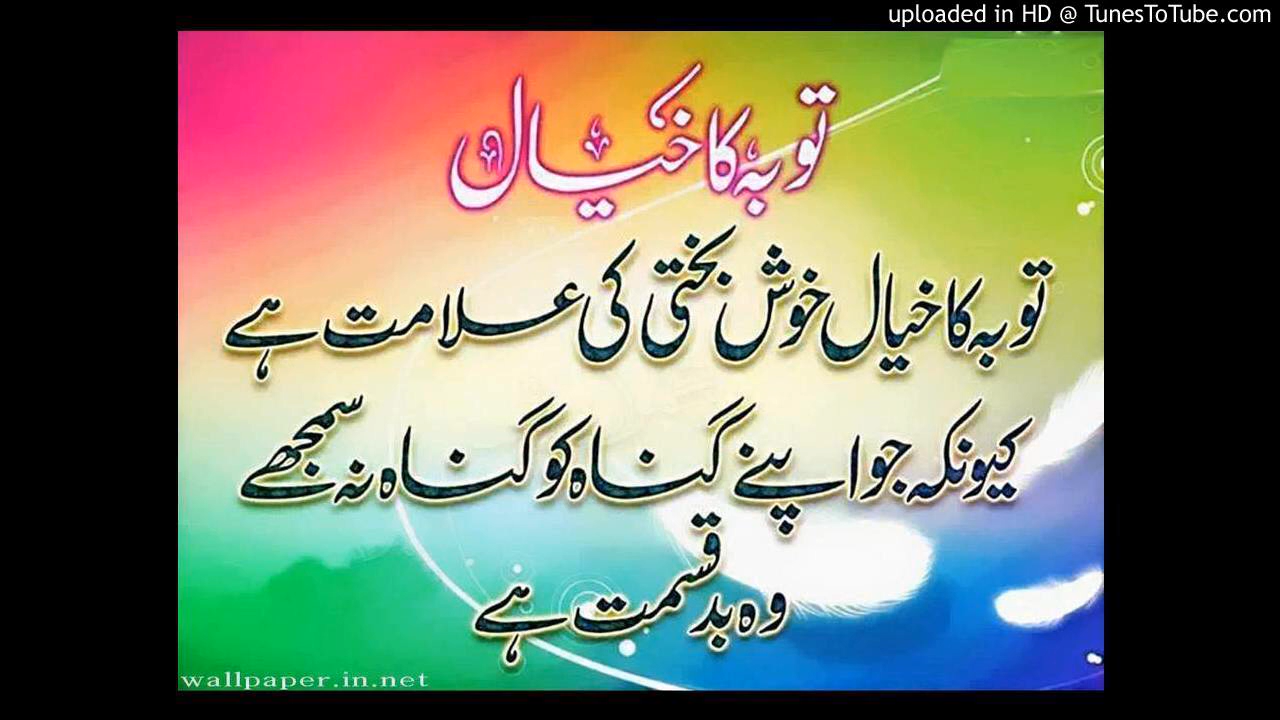 uploaded in HD @ TunesToTube.com
توبہ کا خیال
توبہ کا خیال خوش بختی کی علامت ہے
کیونکہ جو اپنے گناہ کو گناہ نہ سمجھے
وہ بد قسمت ہے
wallpaper.in.net